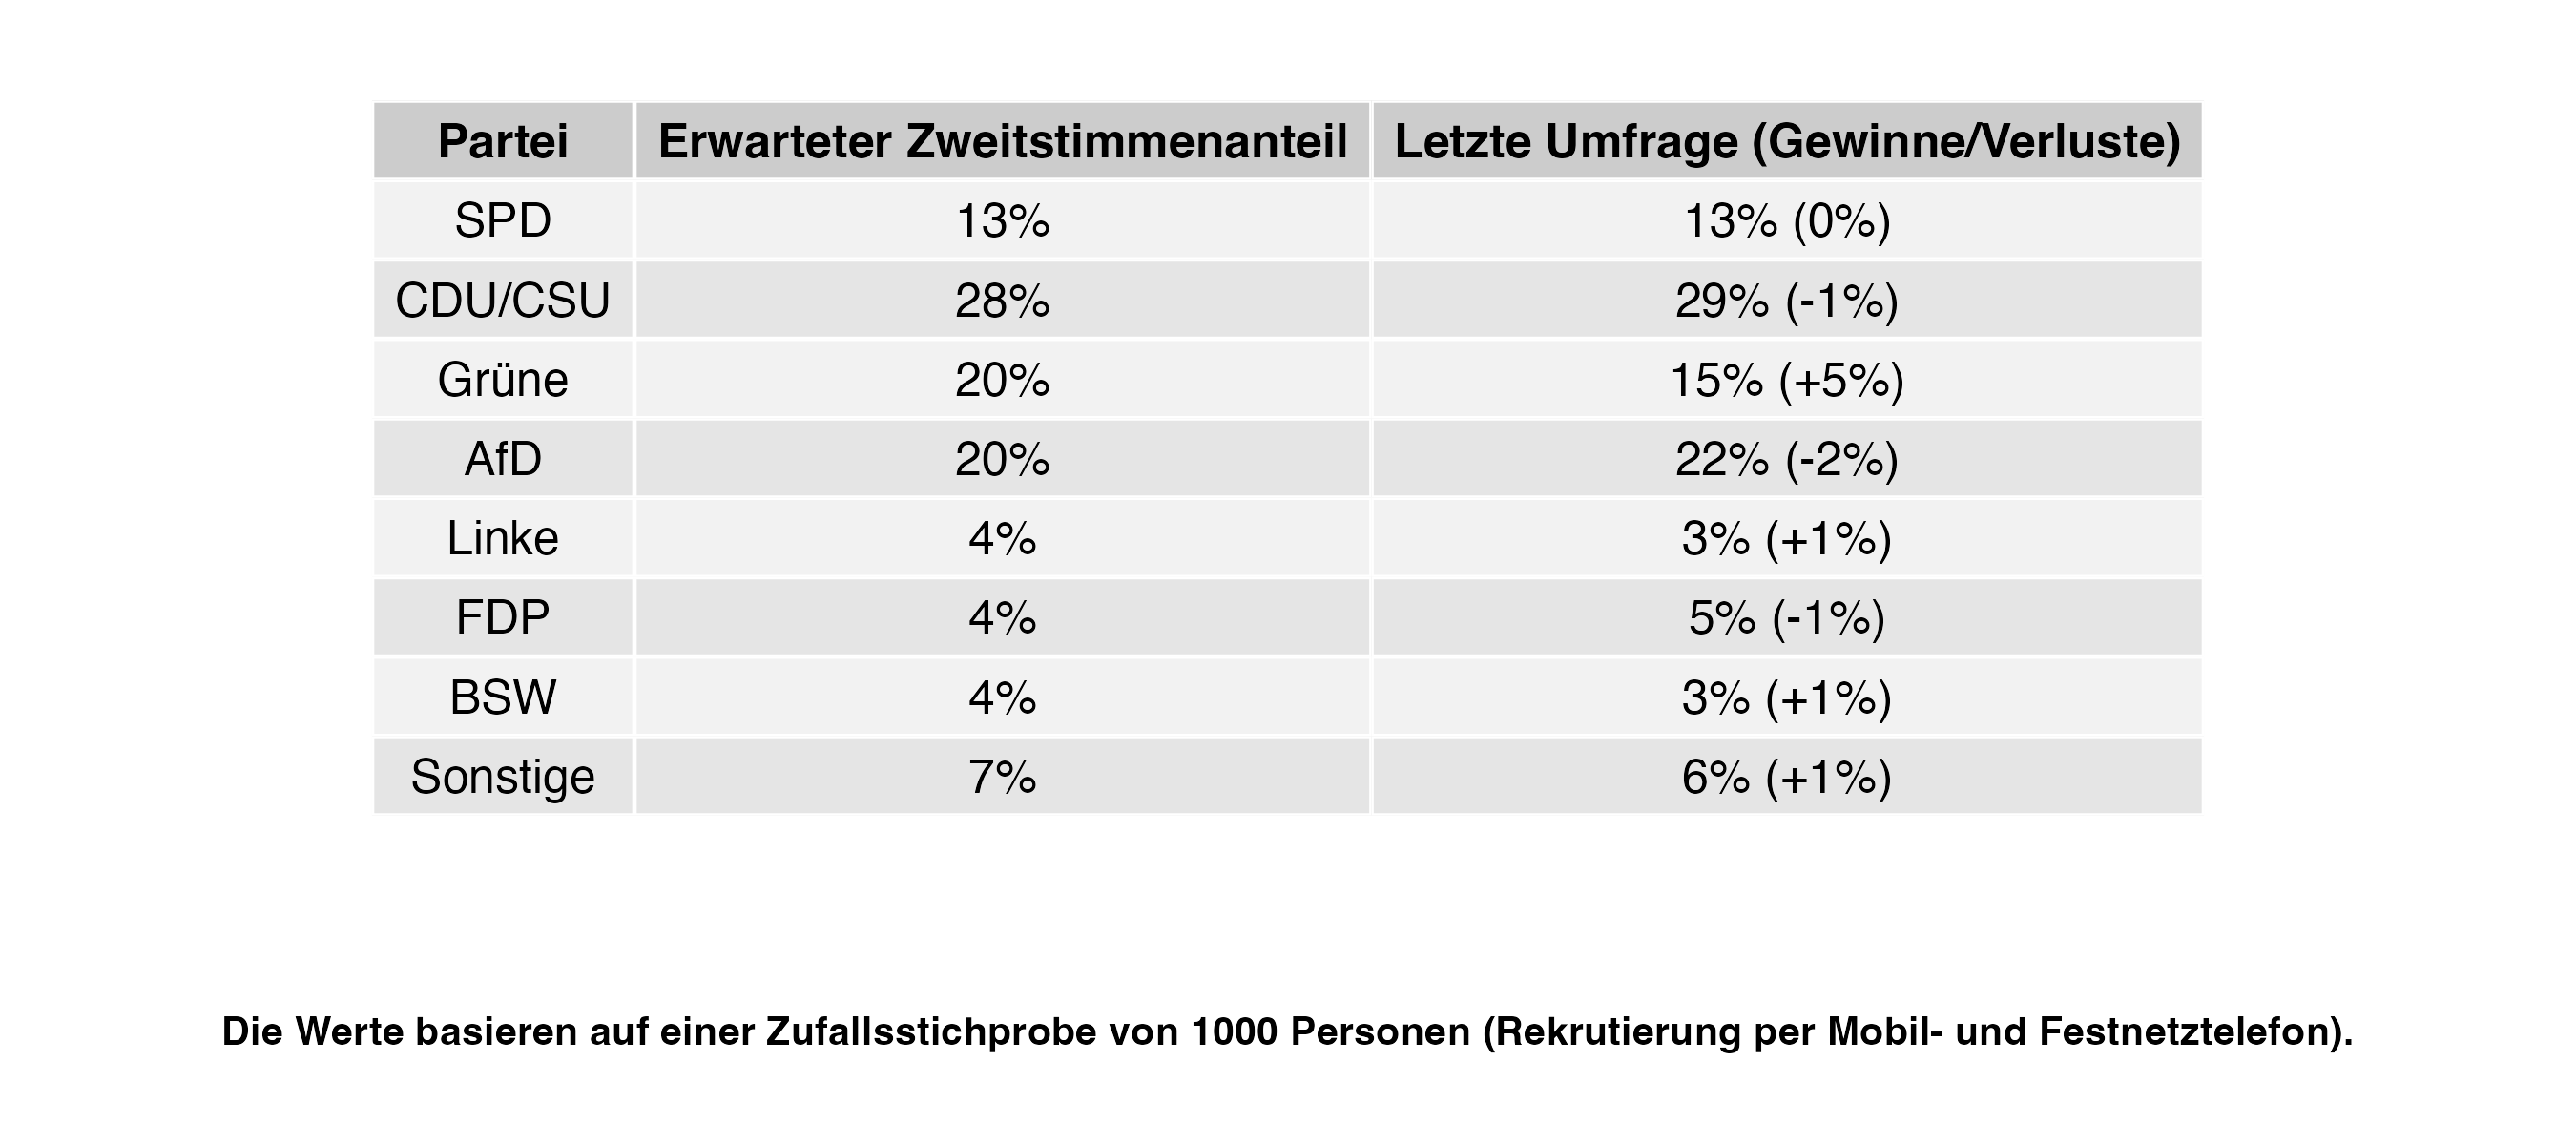 Partei Erwarteter Zweitstimmenanteil Letzte Umfrage (Gewinne/Verluste)
SPD 13% 13% (0%)
CDU/CSU 28% 29% (-1%)
Grüne 20% 15% (+5%)
AfD 20% 22% (-2%)
Linke 4% 3% (+1%)
FDP 4% 5% (-1%)
BSW 4% 3% (+1%)
Sonstige 7% 6% (+1%)
Die Werte basieren auf einer Zufallsstichprobe von 1000 Personen (Rekrutierung per Mobil- und Festnetztelefon).